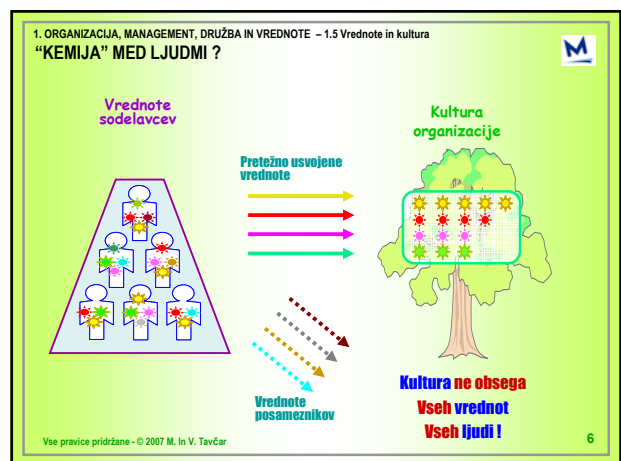 1. ORGANIZACIJA, MANAGEMENT, DRUŽBA IN VREDNOTE – 1.5 Vrednote in kultura
“KEMIJA” MED LJUDMI ?
M
Vrednote
sodelavcev
Kultura
organizacije
Pretežno usvojene
vrednote
Vrednote
posameznikov
Kultura ne obsega
Vseh vrednot
Vseh ljudi !
Vse pravice pridržane - © 2007 M. In V. Tavčar
6